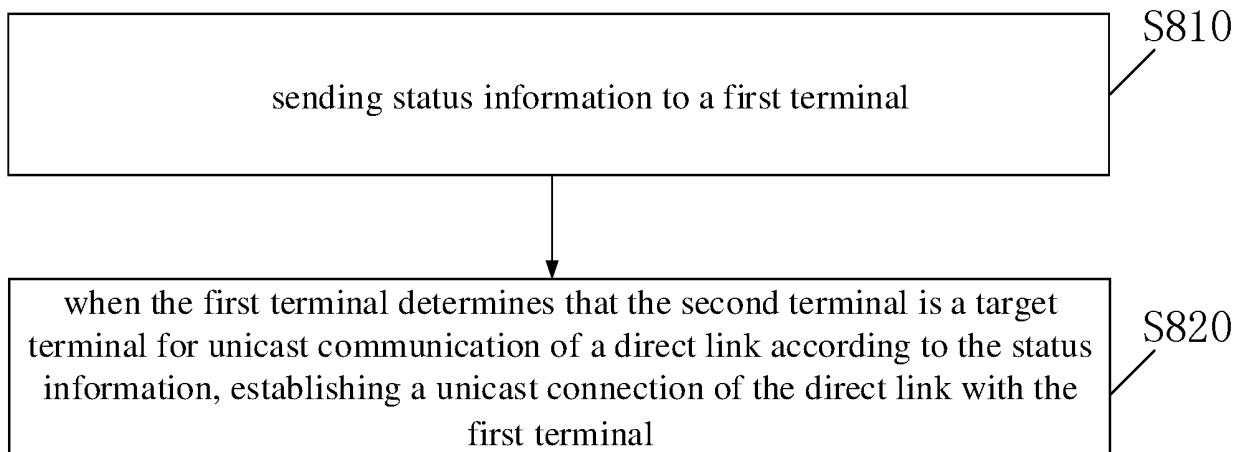 S810
sending status information to a first terminal
when the first terminal determines that the second terminal is a target
terminal for unicast communication of a direct link according to the status
information, establishing a unicast connection of the direct link with the
first terminal
S820